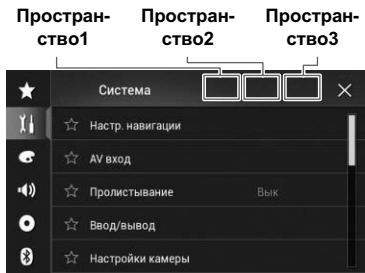 Простран-
ство1
Простран-
ство2
Простран-
ство3
Система
Настр. навигации
AV вход
Пролистывание Вык
Ввод/вывод
Настройки камеры